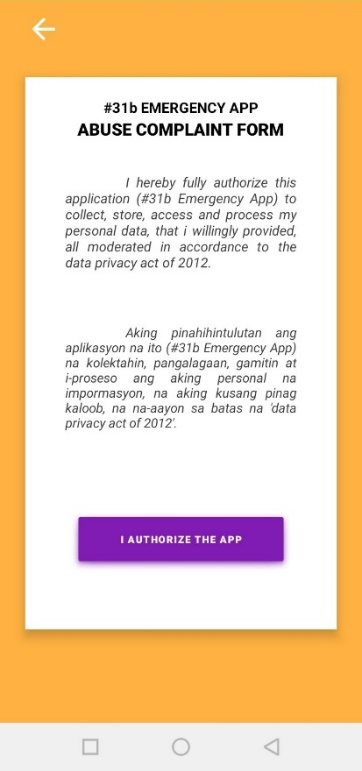 #31b EMERGENCY APP
ABUSE COMPLAINT FORM
I hereby fully authorize this
application (#31b Emergency App) to
collect, store, access and process my
personal data, that i willingly provided,
all moderated in accordance to the
data privacy act of 2012.
Aking pinahihintulutan ang
aplikasyon na ito (#31b Emergency App)
na kolektahin, pangalagaan, gamitin at
i-proseso ang aking personal na
impormasyon, na aking kusang pinag
kaloob, na na-aayon sa batas na 'data
privacy act of 2012'.
I AUTHORIZE THE APP